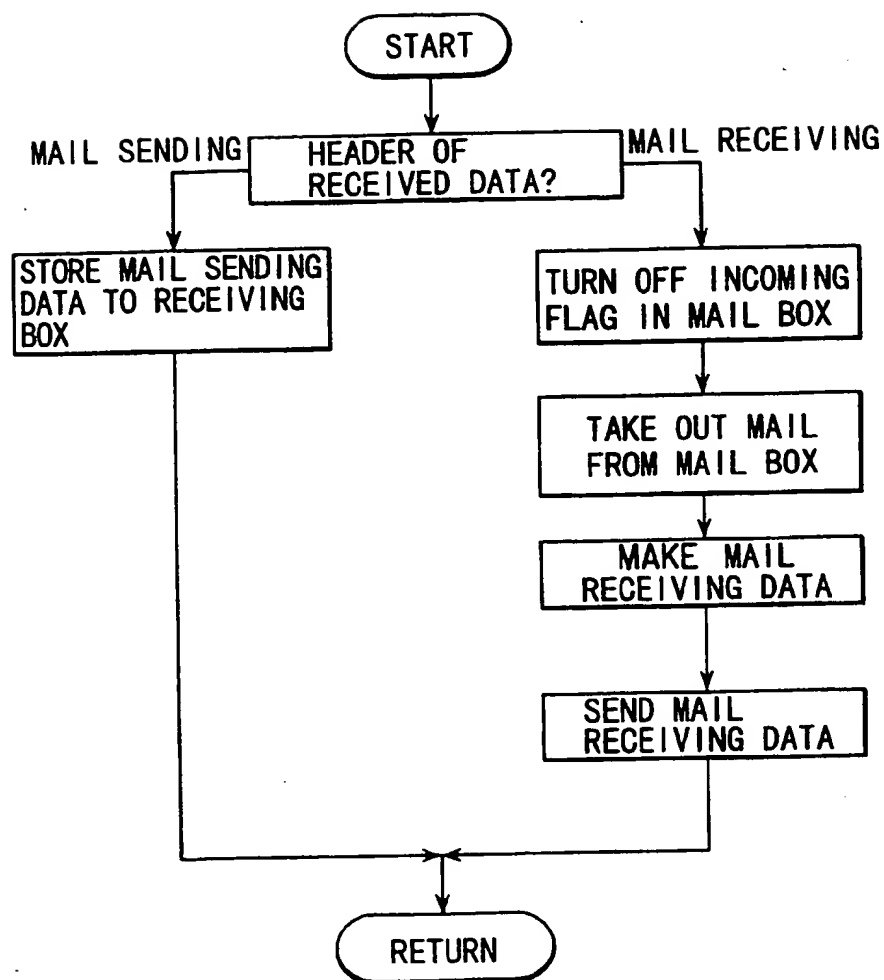 START
MAIL SENDING
HEADER OF
RECEIVED DATA?
MAIL RECEIVING
STORE MAIL SENDING
DATA TO RECEIVING
BOX
TURN OFF INCOMING
FLAG IN MAIL BOX
TAKE OUT MAIL
FROM MAIL BOX
MAKE MAIL
RECEIVING DATA
SEND MAIL
RECEIVING DATA
RETURN